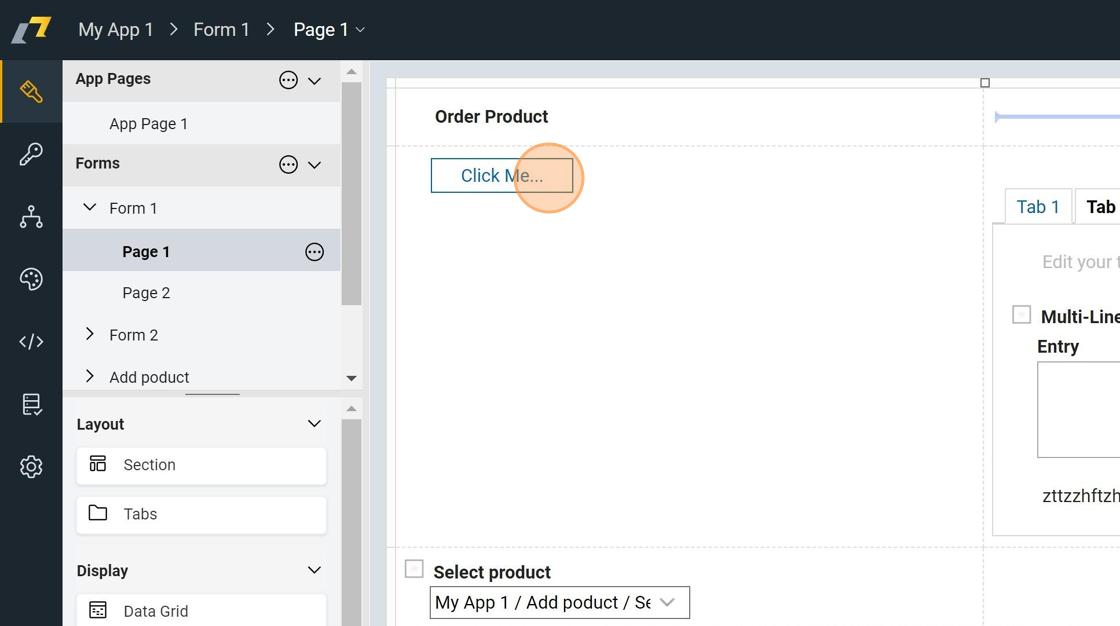 My App 1 > Form 1 > Page 1
App Pages
App Page 1
Forms
Form 1
Page 1
Page 2
Form 2
Add poduct
Layout
Section
Tabs
Display
Data Grid
Order Product
Click Me...
Tab 1 Tab
Edit your t
Multi-Line
Entry
zttzzhftzh
Select product
My App 1 / Add poduct / Se